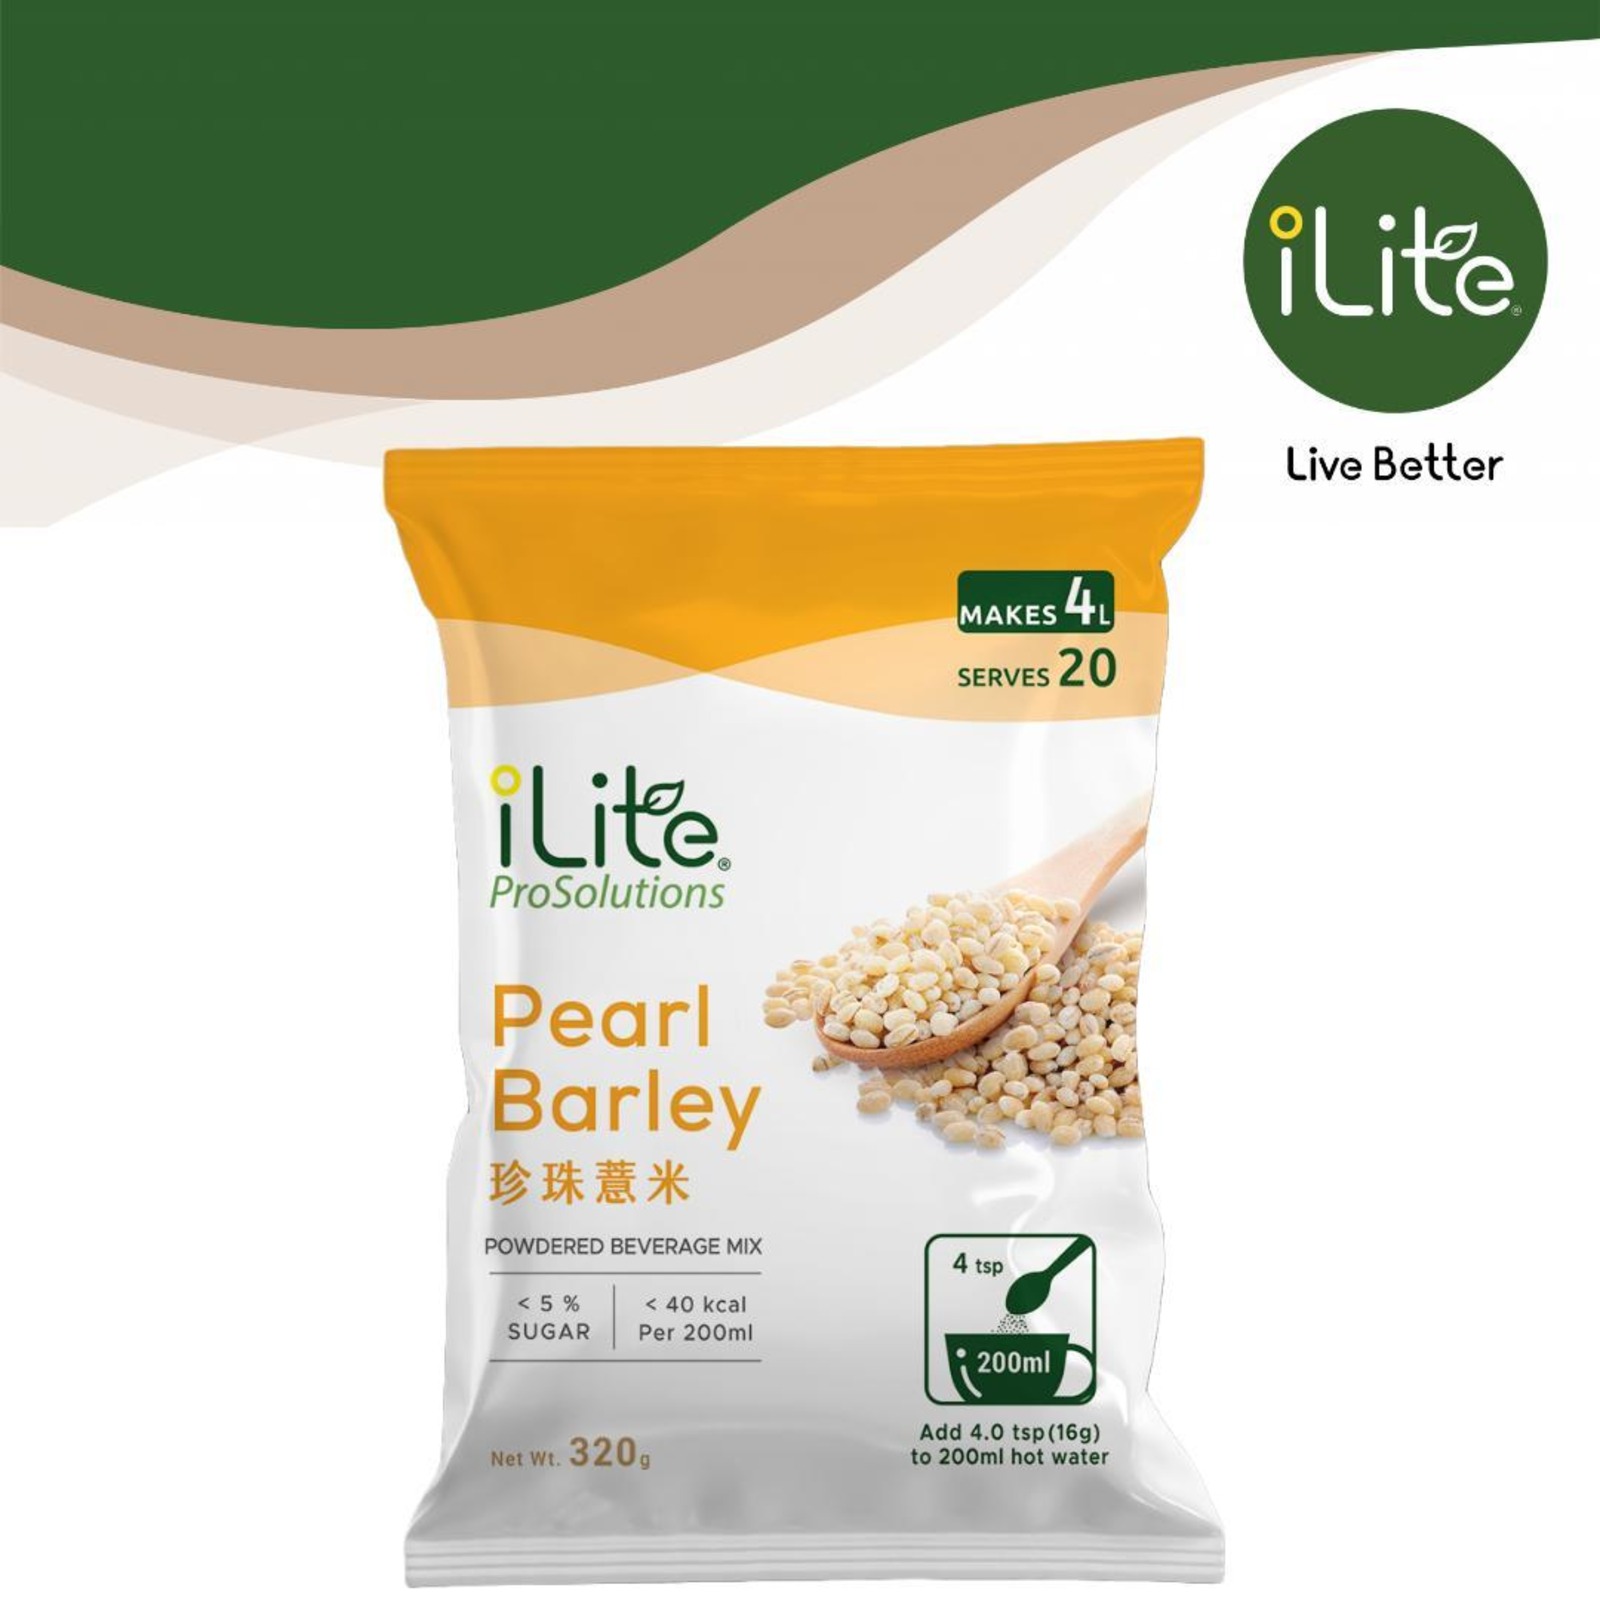 iLite®
Live Better
MAKES 4L
SERVES 20
iLite®
ProSolutions
Pearl
Barley
珍珠薏米
POWDERED BEVERAGE MIX
< 5 %
SUGAR
< 40 kcal
Per 200ml
4 tsp
200ml
Add 4.0 tsp(16g)
to 200ml hot water
Net Wt. 320g